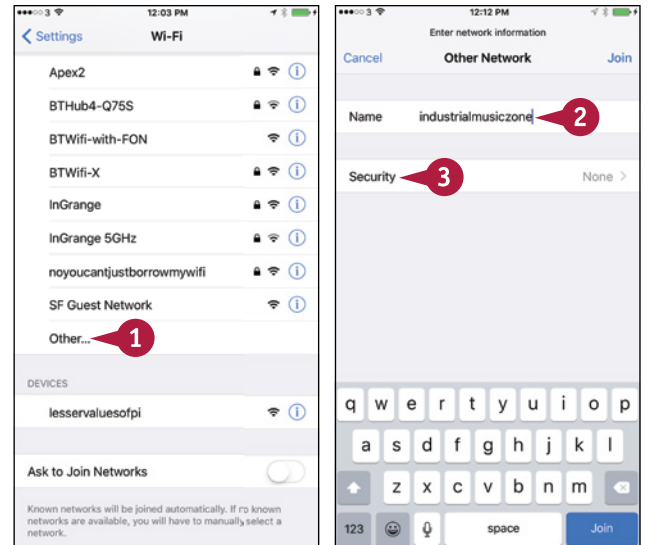 3 12:03 PM
Settings Wi-Fi
Apex2
BTHub4-Q75S
BTWifi-with-FON
BTWifi-X
InGrange
InGrange 5GHz
noyoucantjustborrowmywifi
SF Guest Network
Other...
1
DEVICES
lesservaluesofpi
Ask to Join Networks
Known networks will be joined automatically. If no known
networks are available, you will have to manually select a
network.
3 12:12 PM
Enter network information
Cancel Other Network Join
Name industrialmusiczone
2
Security None
3
q w e r t y u i o p
a s d f g h j k l
z x c v b n m
123 space Join